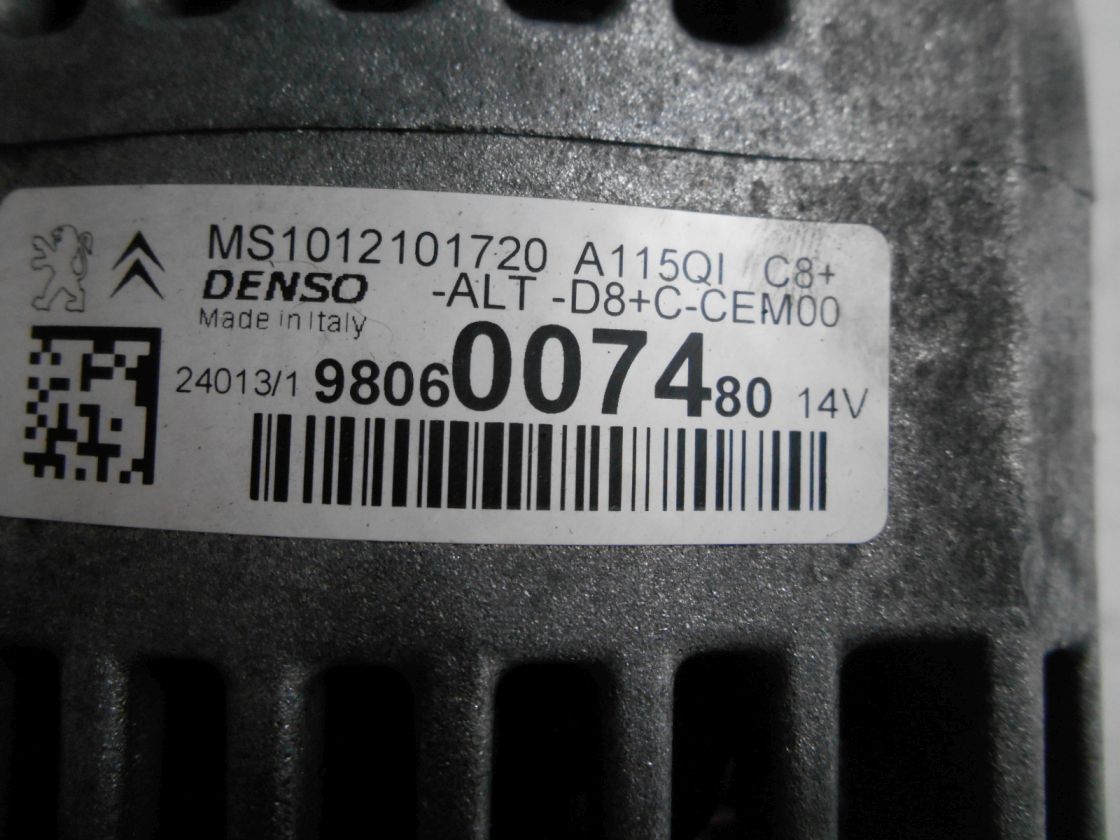 MS1012101720 A115QI C8+
DENSO -ALT -D8+C-CEM00
Made in Italy
24013/1 9806007480 14V